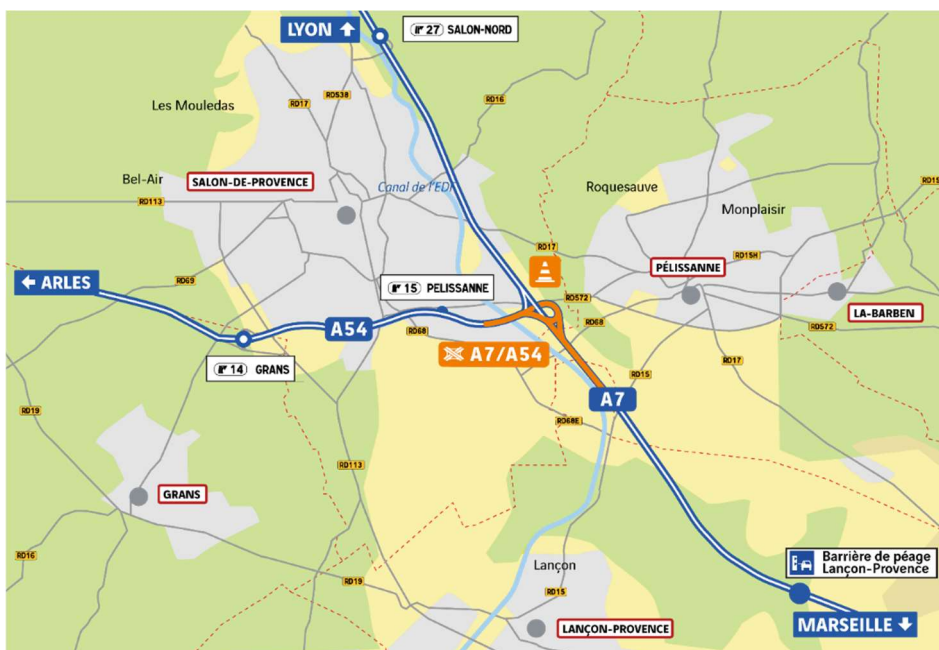 LYON ↑
27 SALON-NORD
RD538
RD17
RD16
Les Mouledas
Bel-Air
SALON-DE-PROVENCE
Canal de l'EDF
Roquesauve
Monplaisir
RD15
RD113
RD17
RD15H
PÉLISSANNE
← ARLES
RD69
15 PELISSANNE
RD572
LA-BARBEN
A54
RD68
RD68
RD572
A7/A54
14 GRANS
RD15
RD17
A7
RD19
RD68E
RD113
GRANS
RD16
Lançon
Barrière de péage
Lançon-Provence
RD19
RD15
LANÇON-PROVENCE
MARSEILLE ↓